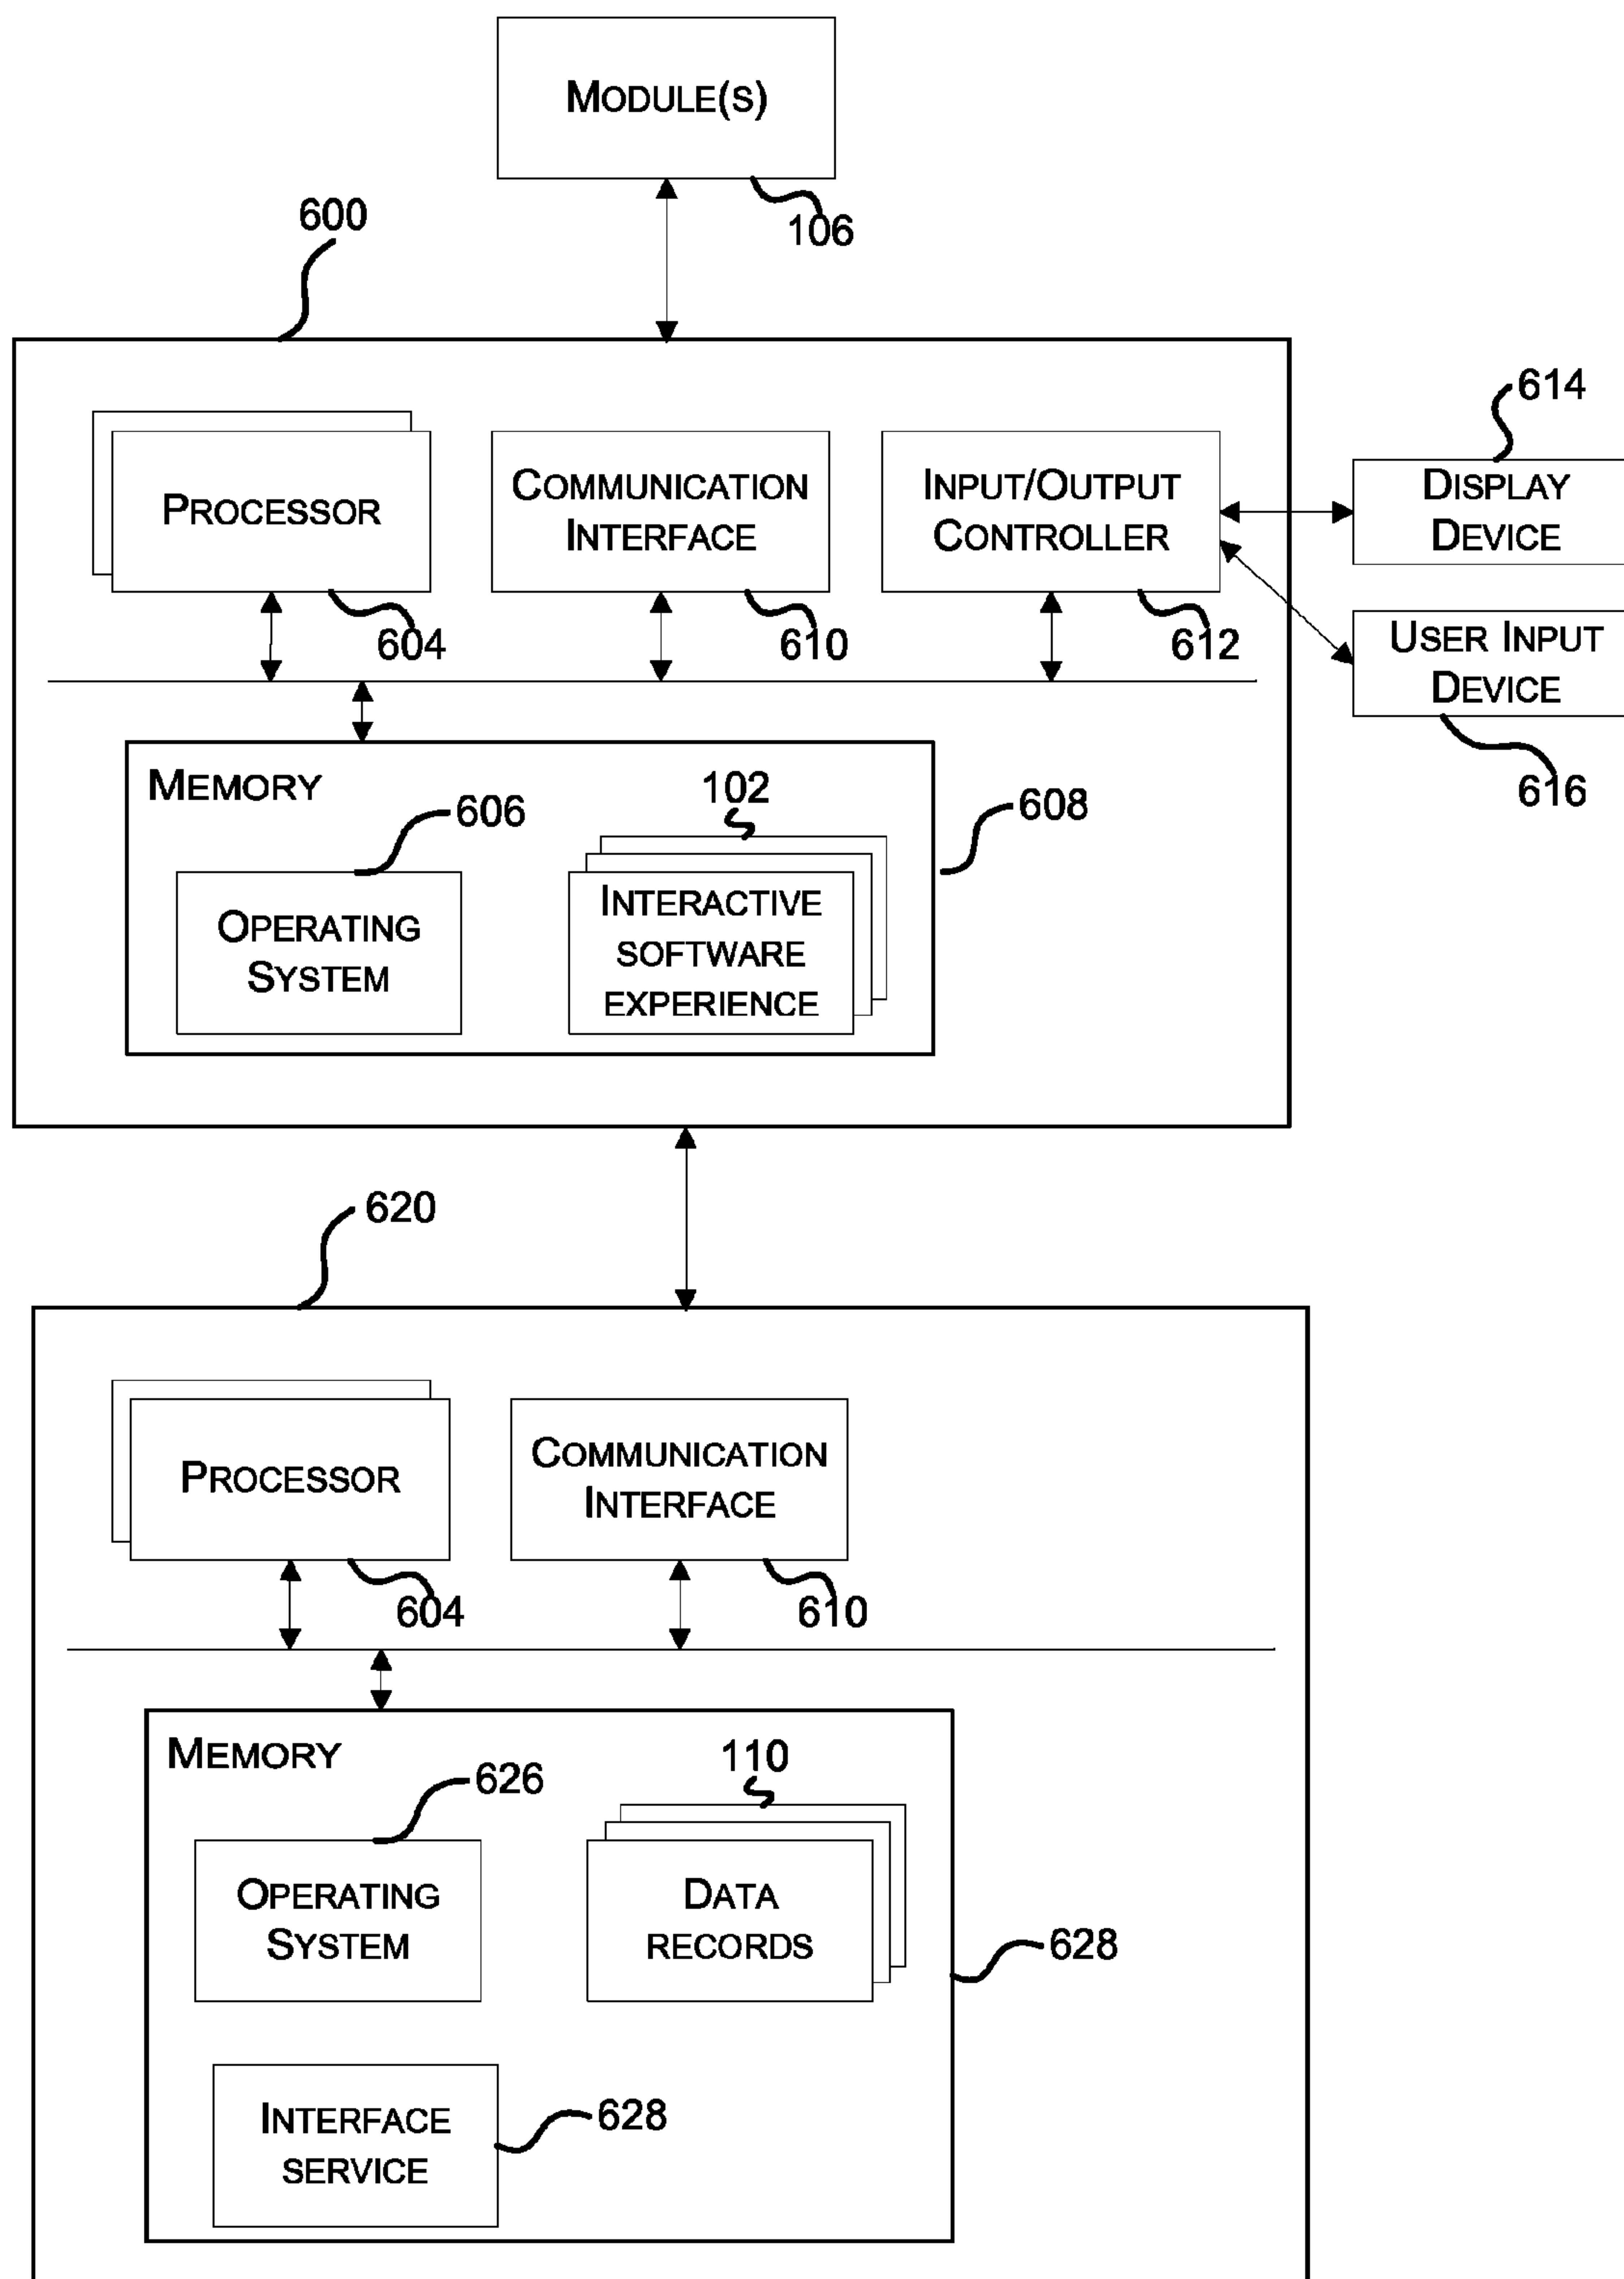 MODULE(S)
106
600
614
PROCESSOR
COMMUNICATION
INTERFACE
INPUT/OUTPUT
CONTROLLER
DISPLAY
DEVICE
604
610
612
USER INPUT
DEVICE
616
MEMORY
102
608
606
OPERATING
SYSTEM
INTERACTIVE
SOFTWARE
EXPERIENCE
620
PROCESSOR
COMMUNICATION
INTERFACE
604
610
MEMORY
110
626
OPERATING
SYSTEM
DATA
RECORDS
628
INTERFACE
SERVICE
628